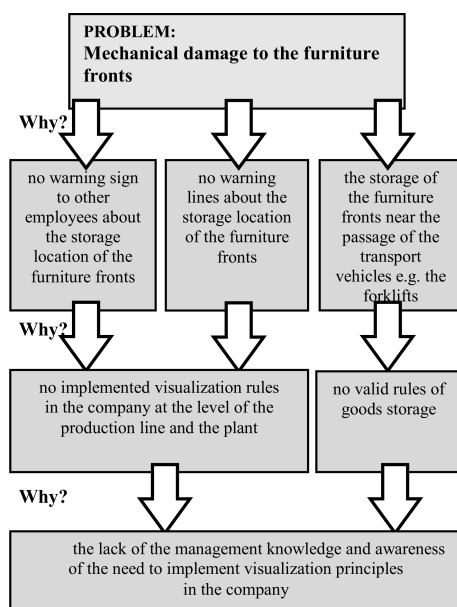 PROBLEM:
Mechanical damage to the furniture
fronts
Why?
no warning sign
to other
employees about
the storage
location of the
furniture fronts
no warning
lines about the
storage location
of the furniture
fronts
the storage of
the furniture
fronts near the
passage of the
transport
vehicles e.g. the
forklifts
Why?
no implemented visualization rules
in the company at the level of the
production line and the plant
no valid rules of
goods storage
Why?
the lack of the management knowledge and awareness
of the need to implement visualization principles
in the company